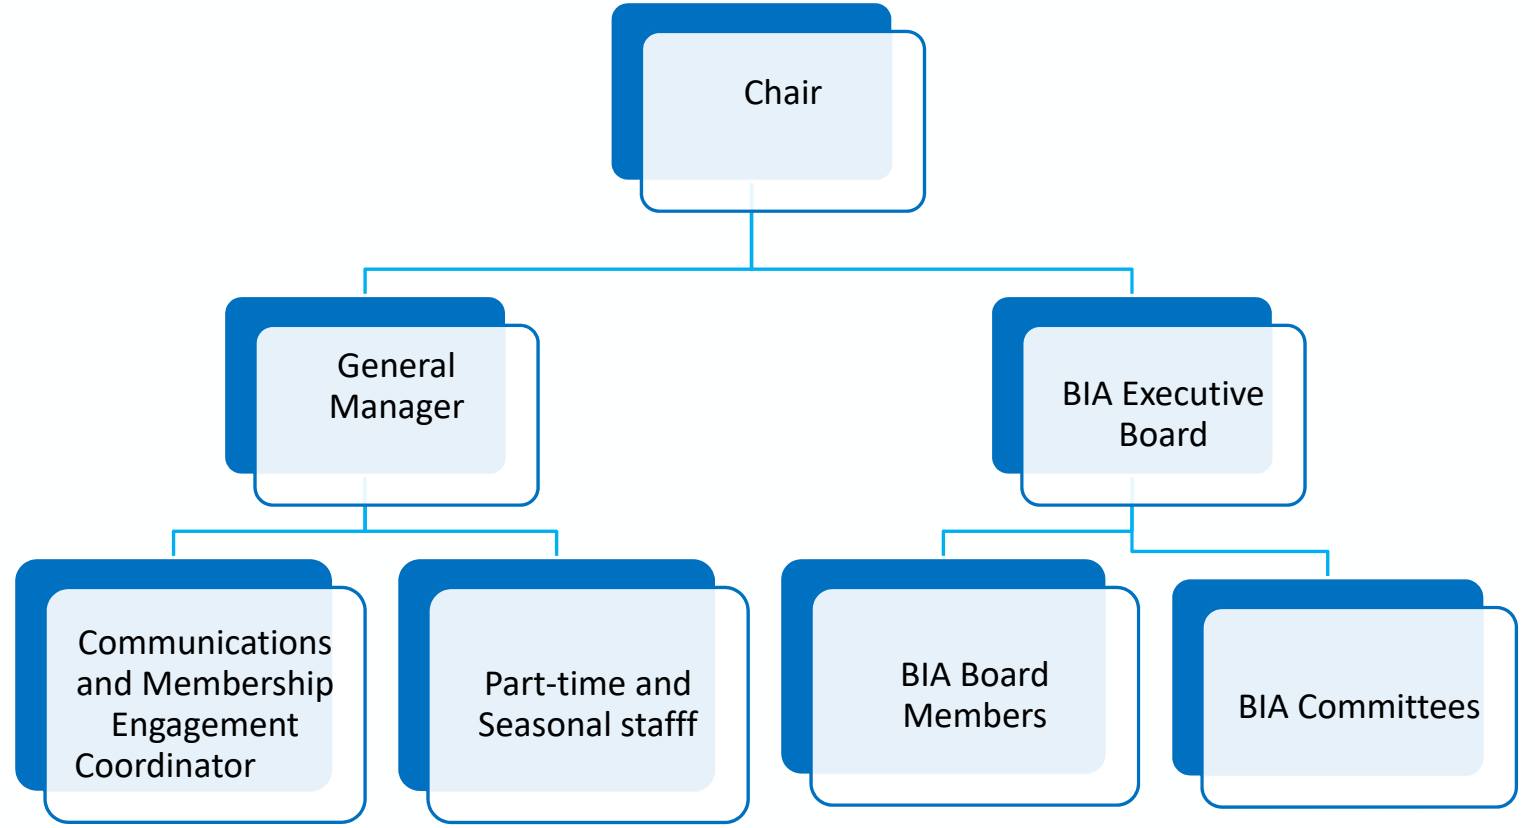 Chair
General
Manager
BIA Executive
Board
Communications
and Membership
Engagement
Coordinator
Part-time and
Seasonal stafff
BIA Board
Members
BIA Committees